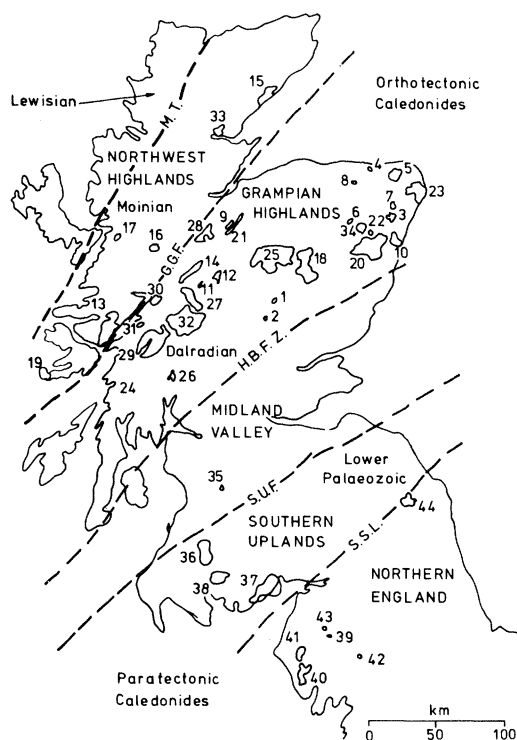 15
Orthotectonic
Caledonides
Lewisian
M.T.
33
NORTHWEST
HIGHLANDS
GRAMPIAN
HIGHLANDS
4
5
8
23
7
Moinian
17
16
G.G.F.
28
9
21
6
22
3
34
20
10
14
12
25
18
11
13
30
27
1
31
32
2
H.B.F.Z.
19
29
Dalradian
24
26
MIDLAND
VALLEY
Lower
Palaeozoic
35
S.U.F.
44
SOUTHERN
UPLANDS
S.S.L.
36
38
37
NORTHERN
ENGLAND
43
39
41
42
40
Paratectonic
Caledonides
km
0 50 100